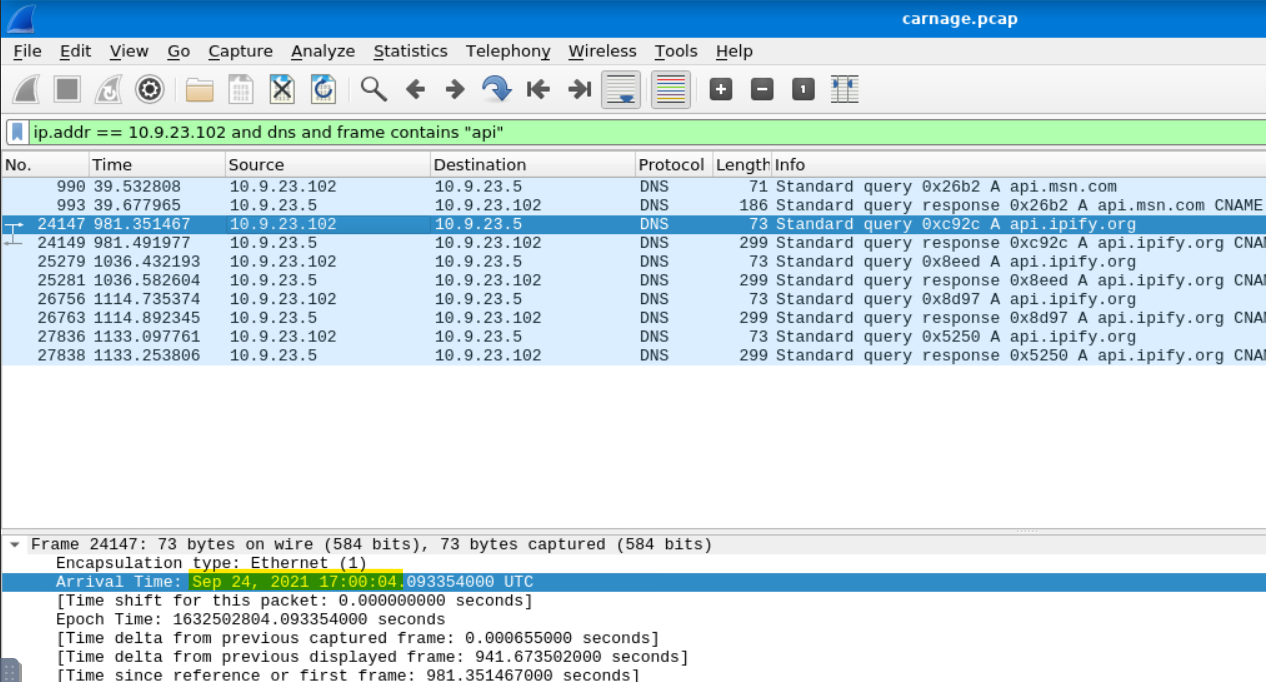 carnage.pcap
File Edit View Go Capture Analyze Statistics Telephony Wireless Tools Help
ip.addr == 10.9.23.102 and dns and frame contains "api"
No. Time Source Destination Protocol Length Info
990 39.532808 10.9.23.102 10.9.23.5 DNS 71 Standard query 0x26b2 A api.msn.com
993 39.677965 10.9.23.5 10.9.23.102 DNS 186 Standard query response 0x26b2 A api.msn.com CNAME
24147 981.351467 10.9.23.102 10.9.23.5 DNS 73 Standard query 0xc92c A api.ipify.org
24149 981.491977 10.9.23.5 10.9.23.102 DNS 299 Standard query response 0xc92c A api.ipify.org CNA
25279 1036.432193 10.9.23.102 10.9.23.5 DNS 73 Standard query 0x8eed A api.ipify.org
25281 1036.582604 10.9.23.5 10.9.23.102 DNS 299 Standard query response 0x8eed A api.ipify.org CNA
26756 1114.735374 10.9.23.102 10.9.23.5 DNS 73 Standard query 0x8d97 A api.ipify.org
26763 1114.892345 10.9.23.5 10.9.23.102 DNS 299 Standard query response 0x8d97 A api.ipify.org CNA
27836 1133.097761 10.9.23.102 10.9.23.5 DNS 73 Standard query 0x5250 A api.ipify.org
27838 1133.253806 10.9.23.5 10.9.23.102 DNS 299 Standard query response 0x5250 A api.ipify.org CNA
Frame 24147: 73 bytes on wire (584 bits), 73 bytes captured (584 bits)
Encapsulation type: Ethernet (1)
Arrival Time: Sep 24, 2021 17:00:04.093354000 UTC
[Time shift for this packet: 0.000000000 seconds]
Epoch Time: 1632502804.093354000 seconds
[Time delta from previous captured frame: 0.000655000 seconds]
[Time delta from previous displayed frame: 941.673502000 seconds]
[Time since reference or first frame: 981.351467000 seconds]